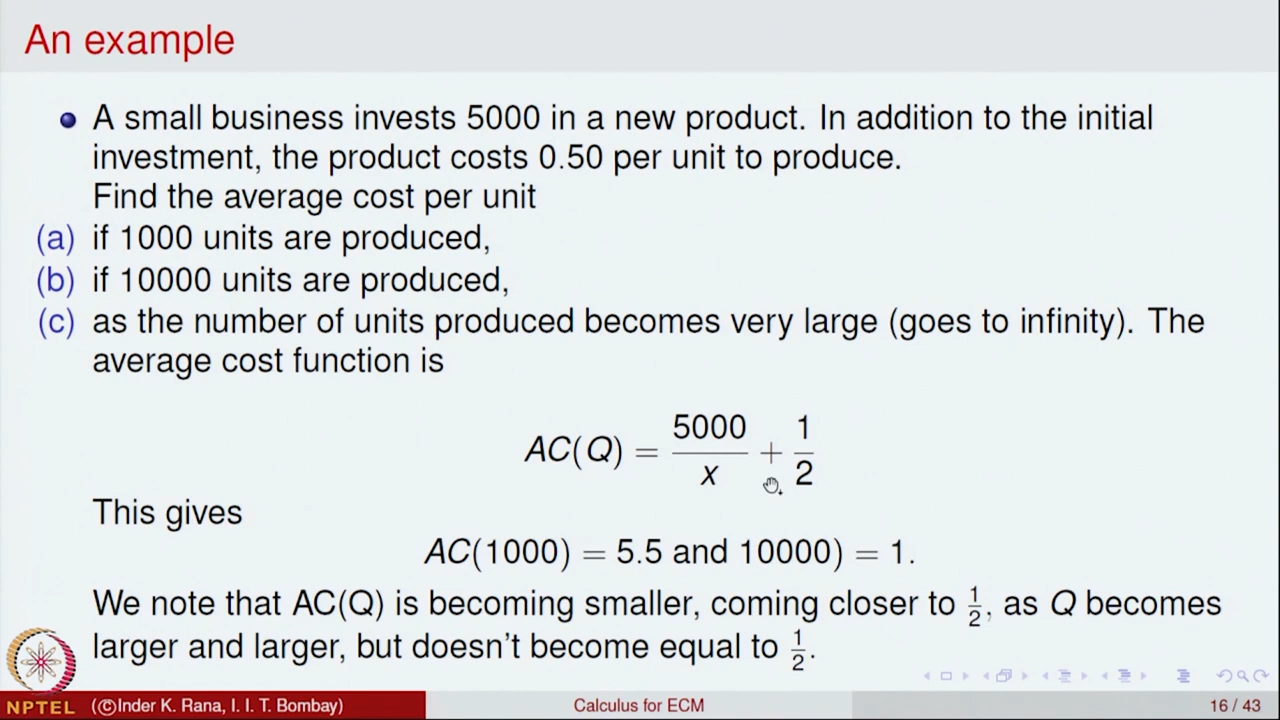 An example
A small business invests 5000 in a new product. In addition to the initial
investment, the product costs 0.50 per unit to produce.
Find the average cost per unit
(a) if 1000 units are produced,
(b) if 10000 units are produced,
(c) as the number of units produced becomes very large (goes to infinity). The
average cost function is
AC(Q) = 5000/x + 1/2
This gives
AC(1000) = 5.5 and 10000) = 1.
We note that AC(Q) is becoming smaller, coming closer to 1/2, as Q becomes
larger and larger, but doesn't become equal to 1/2.
NPTEL (©Inder K. Rana, I. I. T. Bombay) Calculus for ECM 16 / 43